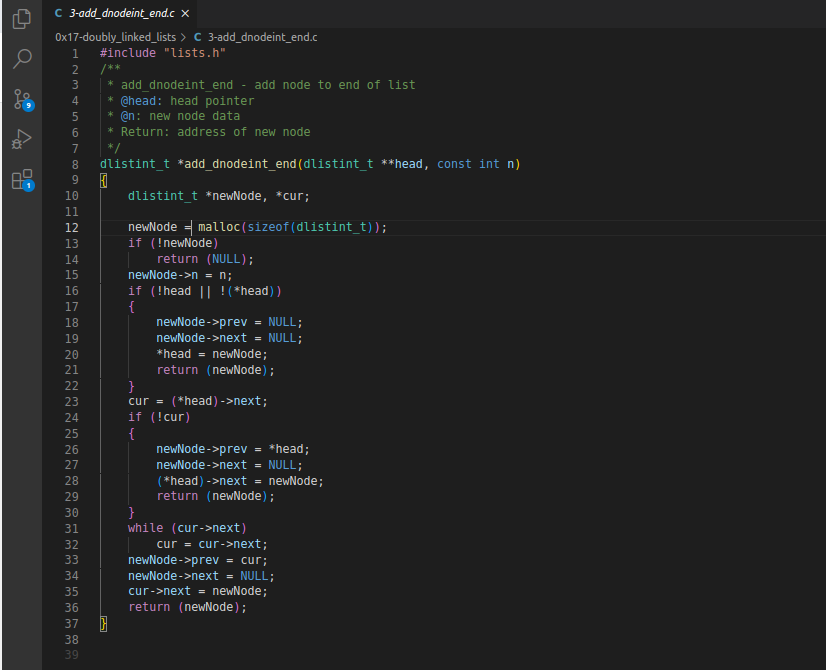 C 3-add_dnodeint_end.c ×
0x17-doubly_linked_lists > C 3-add_dnodeint_end.c
1 #include "lists.h"
2 /**
3  * add_dnodeint_end - add node to end of list
4  * @head: head pointer
5  * @n: new node data
6  * Return: address of new node
7  */
8 dlistint_t *add_dnodeint_end(dlistint_t **head, const int n)
9 {
10     dlistint_t *newNode, *cur;
11
12     newNode = malloc(sizeof(dlistint_t));
13     if (!newNode)
14         return (NULL);
15     newNode->n = n;
16     if (!head || !(*head))
17     {
18         newNode->prev = NULL;
19         newNode->next = NULL;
20         *head = newNode;
21         return (newNode);
22     }
23     cur = (*head)->next;
24     if (!cur)
25     {
26         newNode->prev = *head;
27         newNode->next = NULL;
28         (*head)->next = newNode;
29         return (newNode);
30     }
31     while (cur->next)
32         cur = cur->next;
33     newNode->prev = cur;
34     newNode->next = NULL;
35     cur->next = newNode;
36     return (newNode);
37 }
38
39
9
1